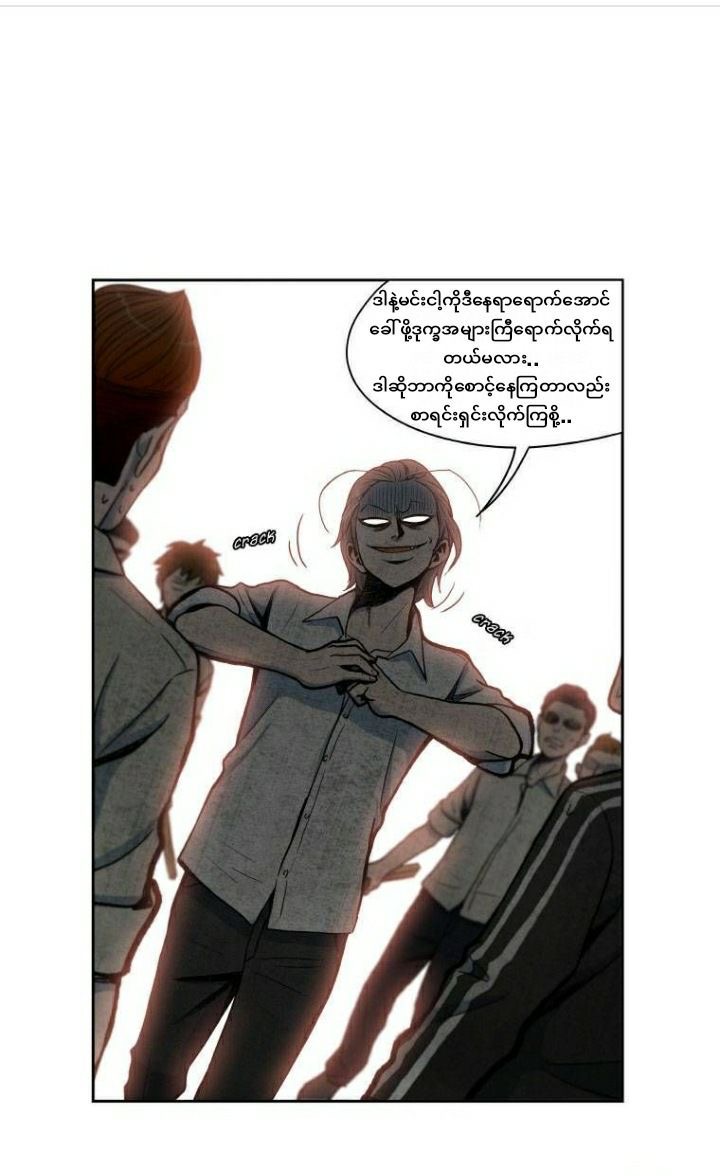 ဒါနဲ့မင်းငါ့ကိုဒီနေရာရောက်အောင်
ခေါ်ဖို့ဒုက္ခအများကြီရောက်လိုက်ရ
တယ်မလား..
ဒါဆိုဘာကိုစောင့်နေကြတာလည်း
စာရင်းရှင်းလိုက်ကြစို့..
crack
crack